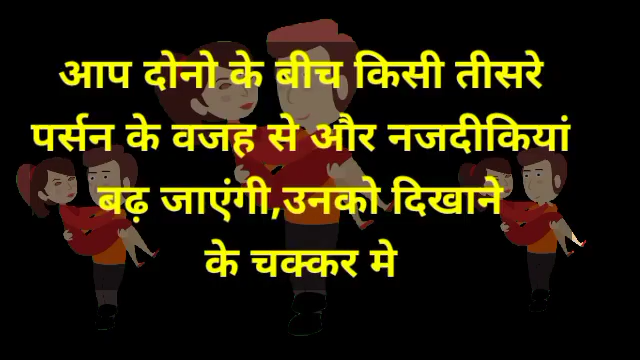 आप दोनो के बीच किसी तीसरे
पर्सन के वजह से और नजदीकियां
बढ़ जाएंगी,उनको दिखाने
के चक्कर मे